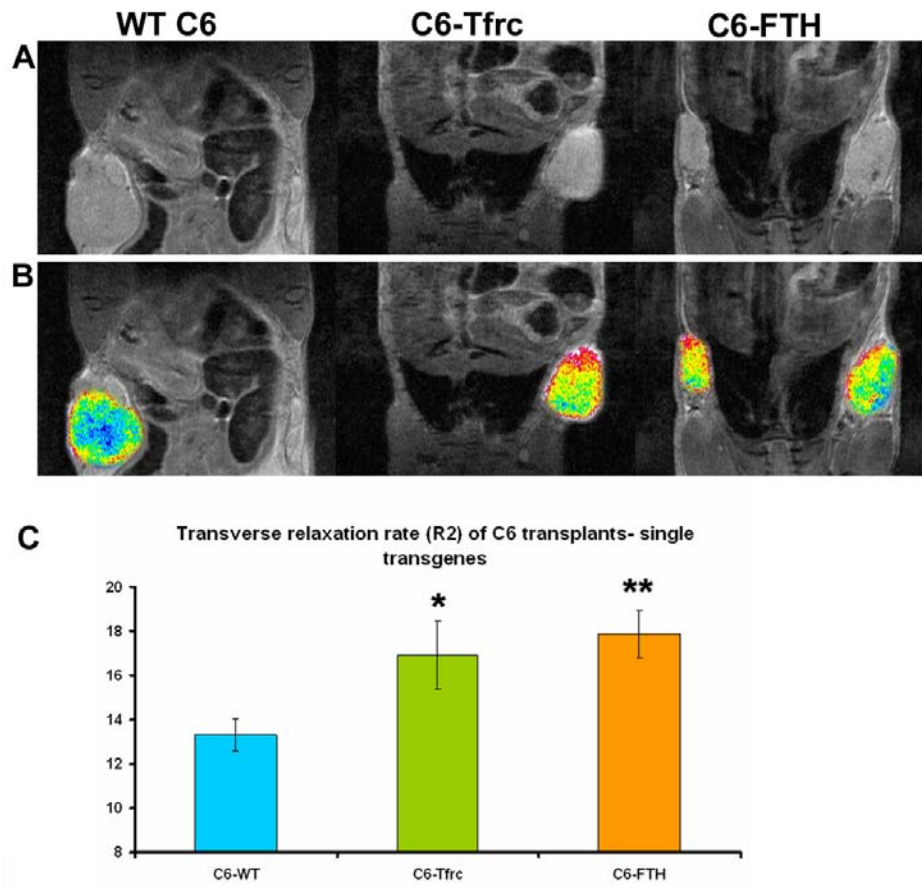 WT C6 C6-Tfrc C6-FTH
A
B
C
Transverse relaxation rate (R2) of C6 transplants- single
transgenes
20
18
16
14
12
10
8
*
**
C6-WT C6-Tfrc C6-FTH